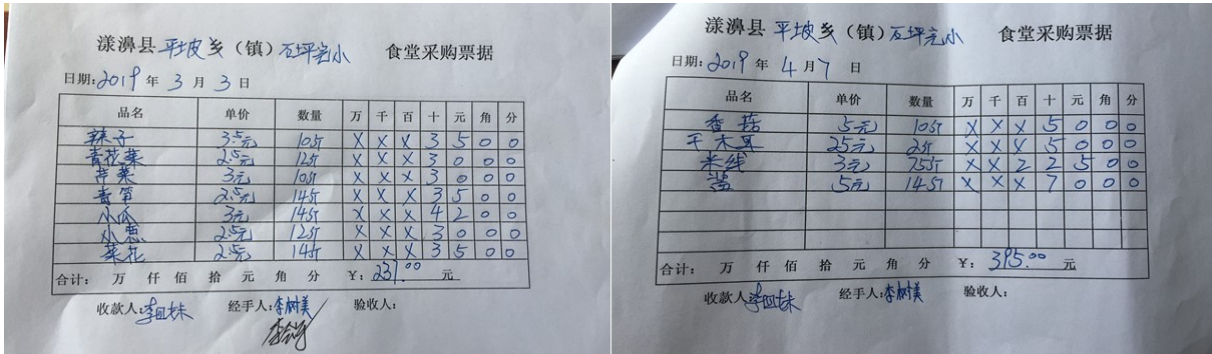 漾濞县 平坡乡（镇）石坪完小 食堂采购票据
日期:2019 年 3 月 3 日
品名 单价 数量 万 千 百 十 元 角 分
辣子 3.5元 10斤 X X X 3 5 0 0
青花菜 2.5元 12斤 X X X 3 0 0 0
芹菜 3元 10斤 X X X 3 0 0 0
青笋 2.5元 14斤 X X X 3 5 0 0
小瓜 3元 14斤 X X X 4 2 0 0
小葱 2.5元 12斤 X X X 3 0 0 0
菜花 2.5元 14斤 X X X 3 5 0 0
合计： 万 仟 佰 拾 元 角 分 ￥:237.00 元
收款人: 经手人:李树美 验收人:
漾濞县 平坡乡（镇）石坪完小 食堂采购票据
日期:2019 年 4 月 7 日
品名 单价 数量 万 千 百 十 元 角 分
香菇 5元 10斤 X X X 5 0 0 0
干木耳 25元 2斤 X X X 5 0 0 0
米线 3元 75斤 X X 2 2 5 0 0
5元 14斤 X X X 7 0 0 0
合计： 万 仟 佰 拾 元 角 分 ￥: 395.00 元
收款人: 经手人:李树美 验收人: